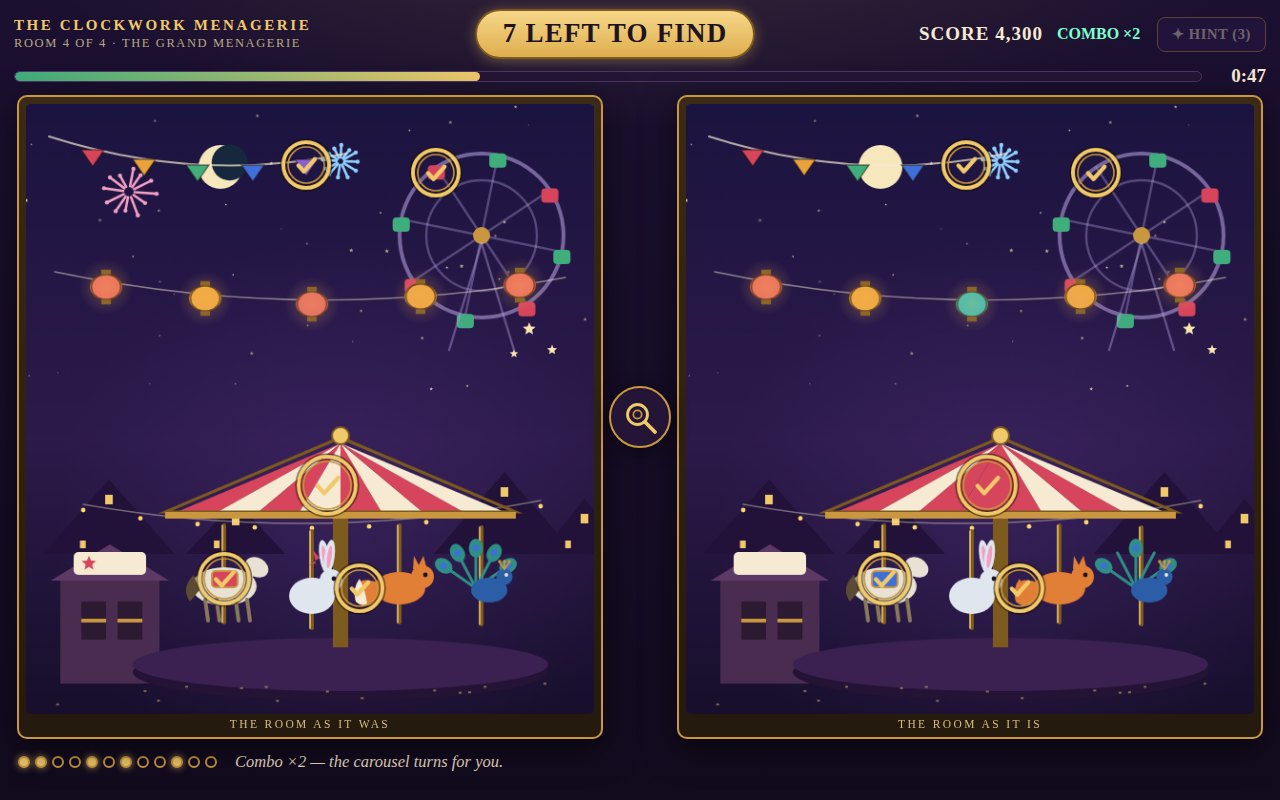 THE CLOCKWORK MENAGERIE
ROOM 4 OF 4 · THE GRAND MENAGERIE
7 LEFT TO FIND
SCORE 4,300 COMBO ×2 ✦ HINT (3)
0:47
THE ROOM AS IT WAS
THE ROOM AS IT IS
Combo ×2 — the carousel turns for you.